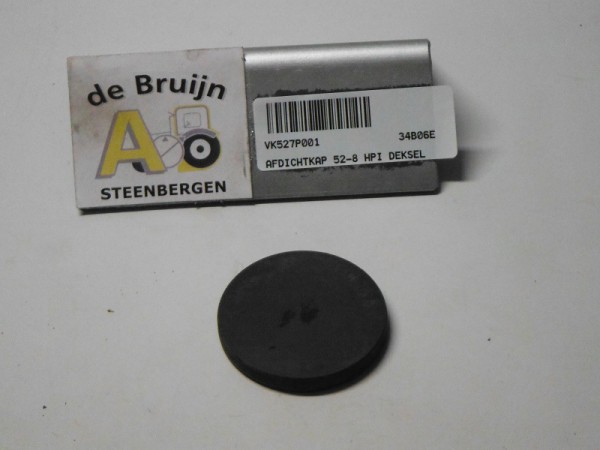 de Bruijn
A
STEENBERGEN
VK527P001 34B06E
AFDICHTKAP 52-8 HPI DEKSEL